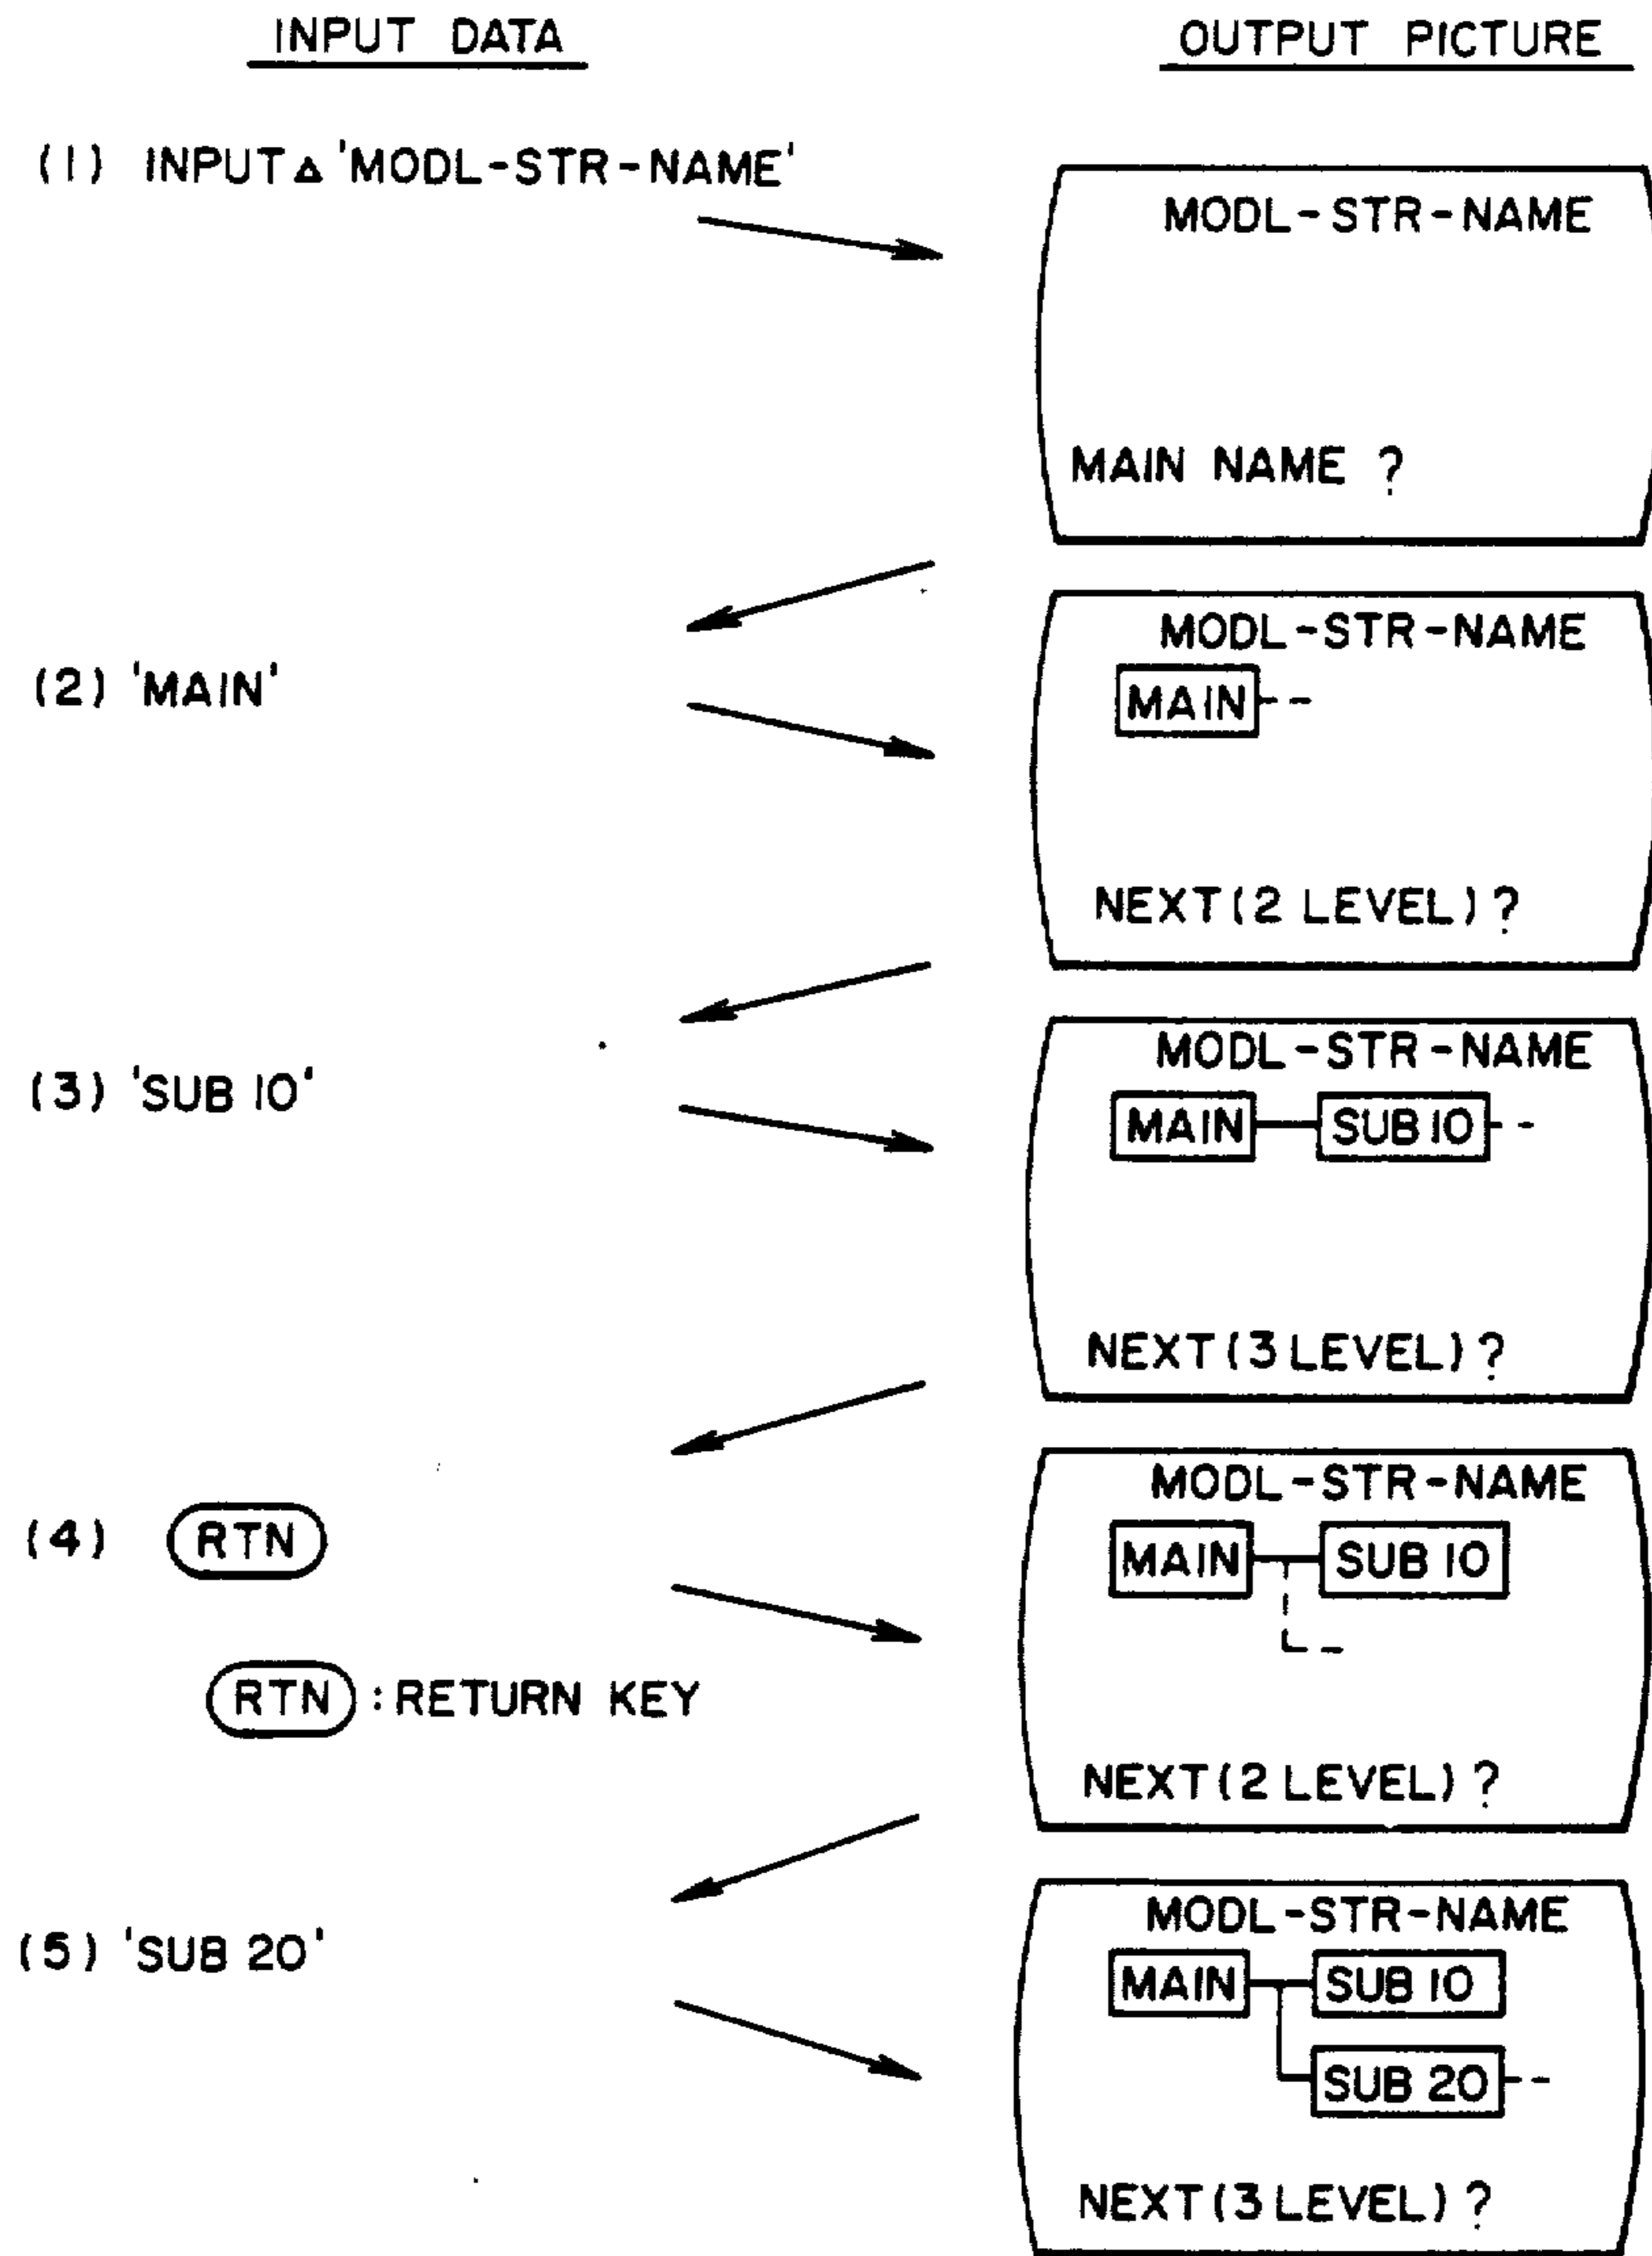 INPUT DATA
OUTPUT PICTURE
(1) INPUT△'MODL-STR-NAME'
MODL-STR-NAME
MAIN NAME ?
(2) 'MAIN'
MODL-STR-NAME
MAIN
NEXT(2 LEVEL)?
(3) 'SUB 10'
MODL-STR-NAME
MAIN SUB 10
NEXT(3 LEVEL)?
(4) RTN
RTN : RETURN KEY
MODL-STR-NAME
MAIN SUB 10
NEXT(2 LEVEL)?
(5) 'SUB 20'
MODL-STR-NAME
MAIN SUB 10
SUB 20
NEXT(3 LEVEL)?